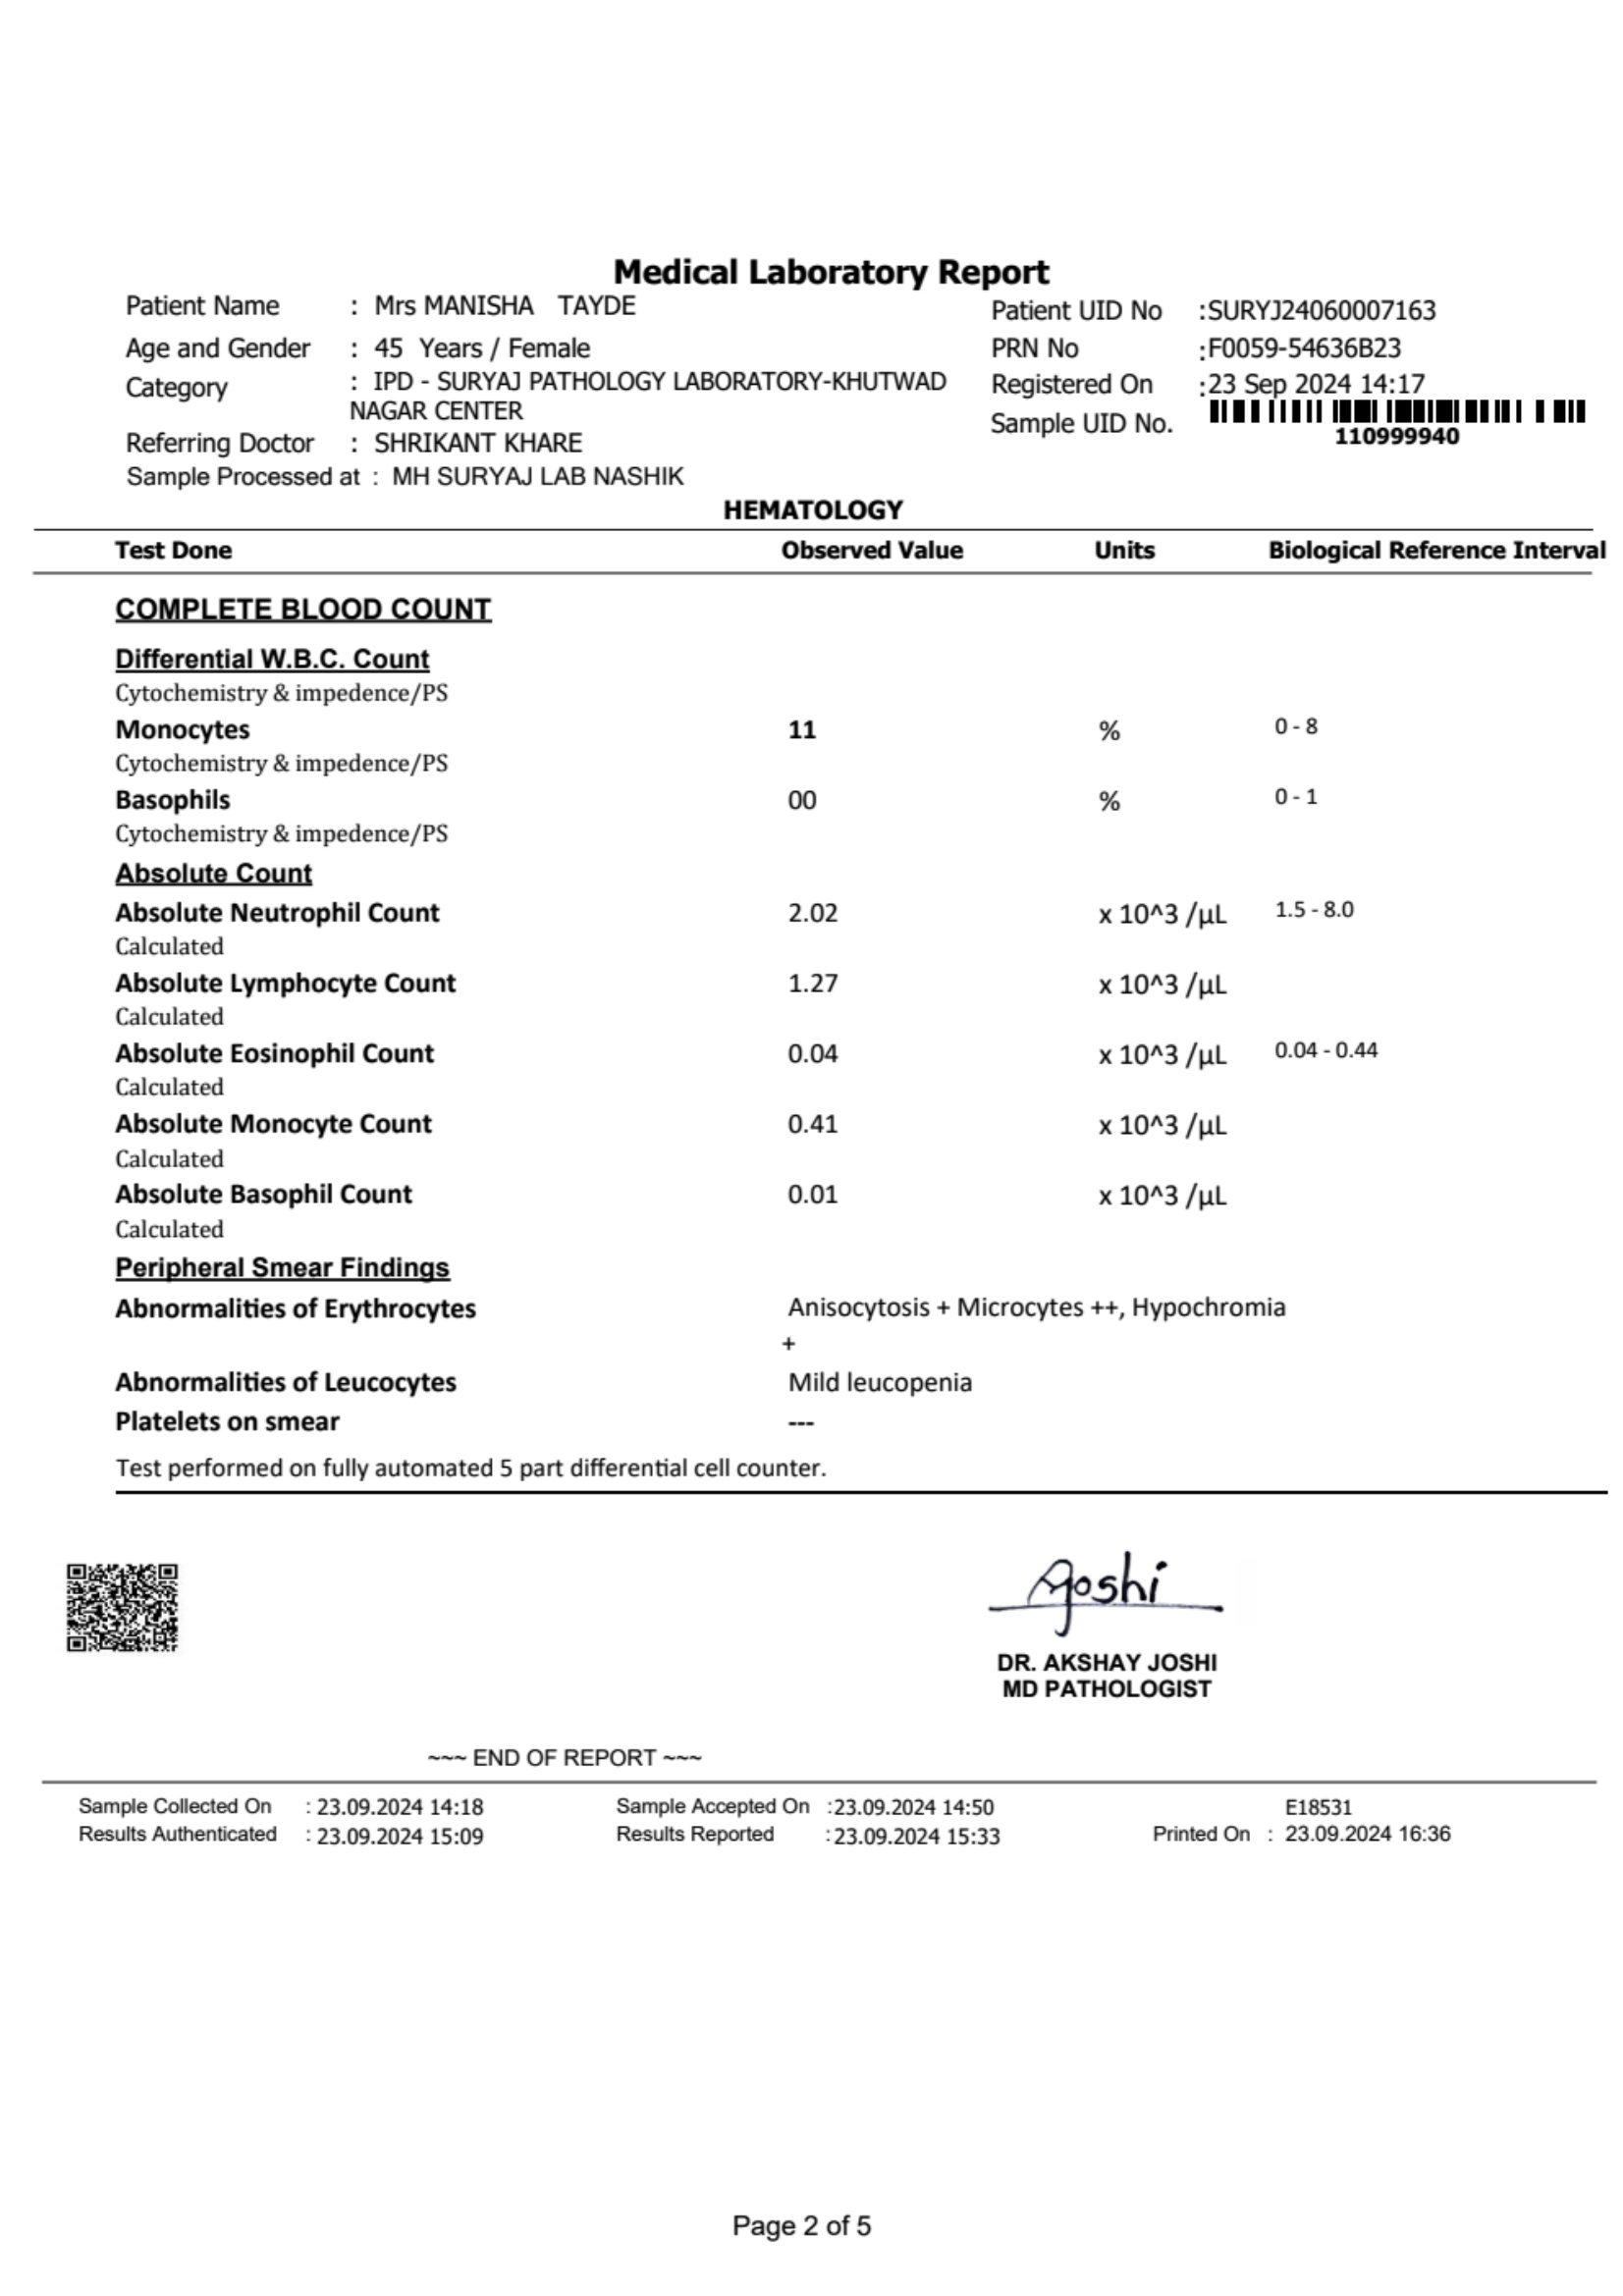 Medical Laboratory Report
Patient Name : Mrs MANISHA TAYDE
Patient UID No :SURYJ24060007163
Age and Gender : 45 Years / Female
PRN No :F0059-54636B23
Category : IPD - SURYAJ PATHOLOGY LABORATORY-KHUTWAD
NAGAR CENTER
Registered On :23 Sep 2024 14:17
Sample UID No.
110999940
Referring Doctor : SHRIKANT KHARE
Sample Processed at : MH SURYAJ LAB NASHIK
HEMATOLOGY
Test Done Observed Value Units Biological Reference Interval
COMPLETE BLOOD COUNT
Differential W.B.C. Count
Cytochemistry & impedence/PS
Monocytes 11 % 0 - 8
Cytochemistry & impedence/PS
Basophils 00 % 0 - 1
Cytochemistry & impedence/PS
Absolute Count
Absolute Neutrophil Count 2.02 x 10^3 /µL 1.5 - 8.0
Calculated
Absolute Lymphocyte Count 1.27 x 10^3 /µL
Calculated
Absolute Eosinophil Count 0.04 x 10^3 /µL 0.04 - 0.44
Calculated
Absolute Monocyte Count 0.41 x 10^3 /µL
Calculated
Absolute Basophil Count 0.01 x 10^3 /µL
Calculated
Peripheral Smear Findings
Abnormalities of Erythrocytes Anisocytosis + Microcytes ++, Hypochromia
+
Abnormalities of Leucocytes Mild leucopenia
Platelets on smear ---
Test performed on fully automated 5 part differential cell counter.
Ajoshi
DR. AKSHAY JOSHI
MD PATHOLOGIST
~~~ END OF REPORT ~~~
Sample Collected On : 23.09.2024 14:18 Sample Accepted On :23.09.2024 14:50 E18531
Results Authenticated : 23.09.2024 15:09 Results Reported :23.09.2024 15:33 Printed On : 23.09.2024 16:36
Page 2 of 5